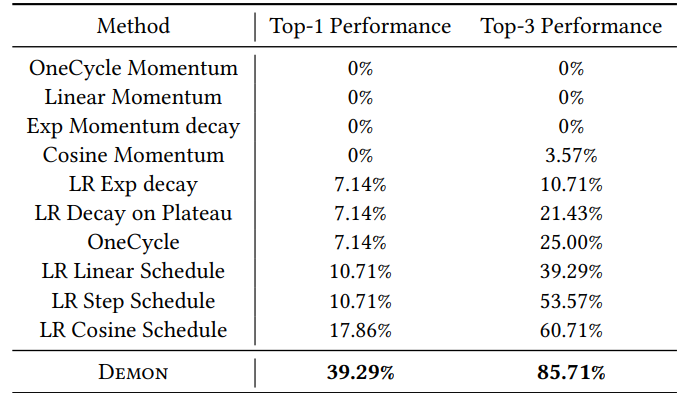 Method Top-1 Performance Top-3 Performance
OneCycle Momentum 0% 0%
Linear Momentum 0% 0%
Exp Momentum decay 0% 0%
Cosine Momentum 0% 3.57%
LR Exp decay 7.14% 10.71%
LR Decay on Plateau 7.14% 21.43%
OneCycle 7.14% 25.00%
LR Linear Schedule 10.71% 39.29%
LR Step Schedule 10.71% 53.57%
LR Cosine Schedule 17.86% 60.71%
DEMON 39.29% 85.71%